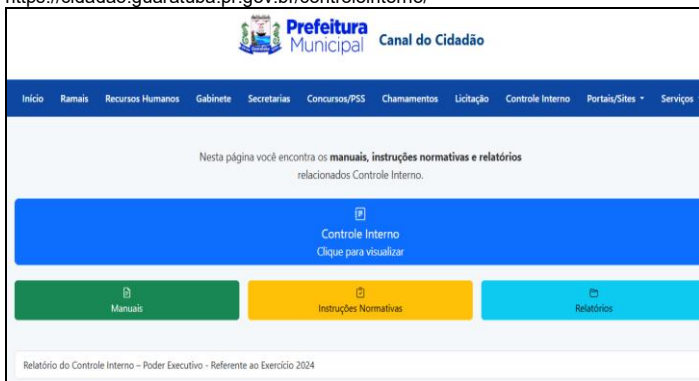 https://cidadao.guaratuba.pr.gov.br/controleinterno/
Prefeitura
Municipal
Canal do Cidadão
Início Ramais Recursos Humanos Gabinete Secretarias Concursos/PSS Chamamentos Licitação Controle Interno Portais/Sites Serviços
Nesta página você encontra os manuais, instruções normativas e relatórios
relacionados Controle Interno.
Controle Interno
Clique para visualizar
Manuais Instruções Normativas Relatórios
Relatório do Controle Interno – Poder Executivo - Referente ao Exercício 2024